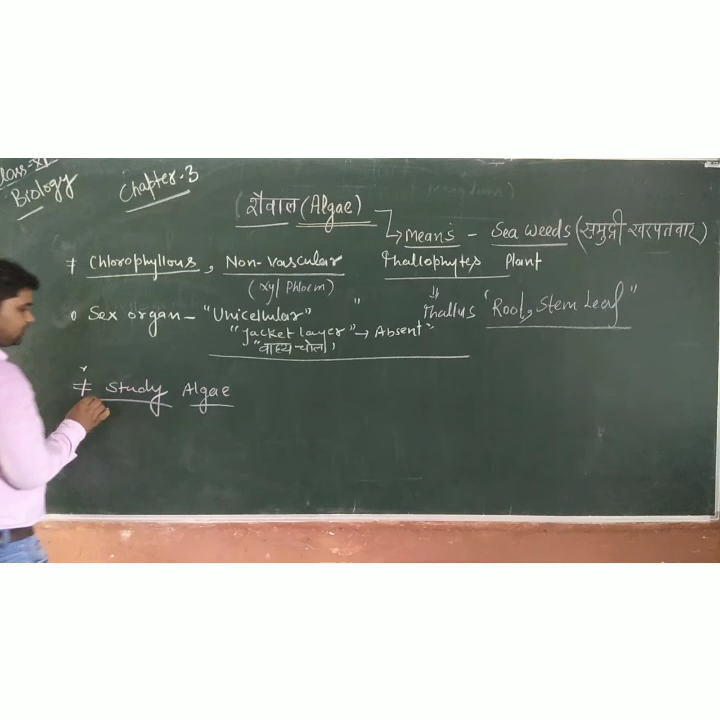 Class-XI
Biology
Chapter-3
(शैवाल (Algae)
Means - Sea weeds (समुद्री खरपतवार)
Chlorophyllous, Non-vascular Thallophytes Plant
(xyl Phloem)
Thallus "Root, Stem Leaf"
Sex organ - "Unicellular"
"Jacket layer" → Absent"
"बाह्य-चोल"
Study Algae